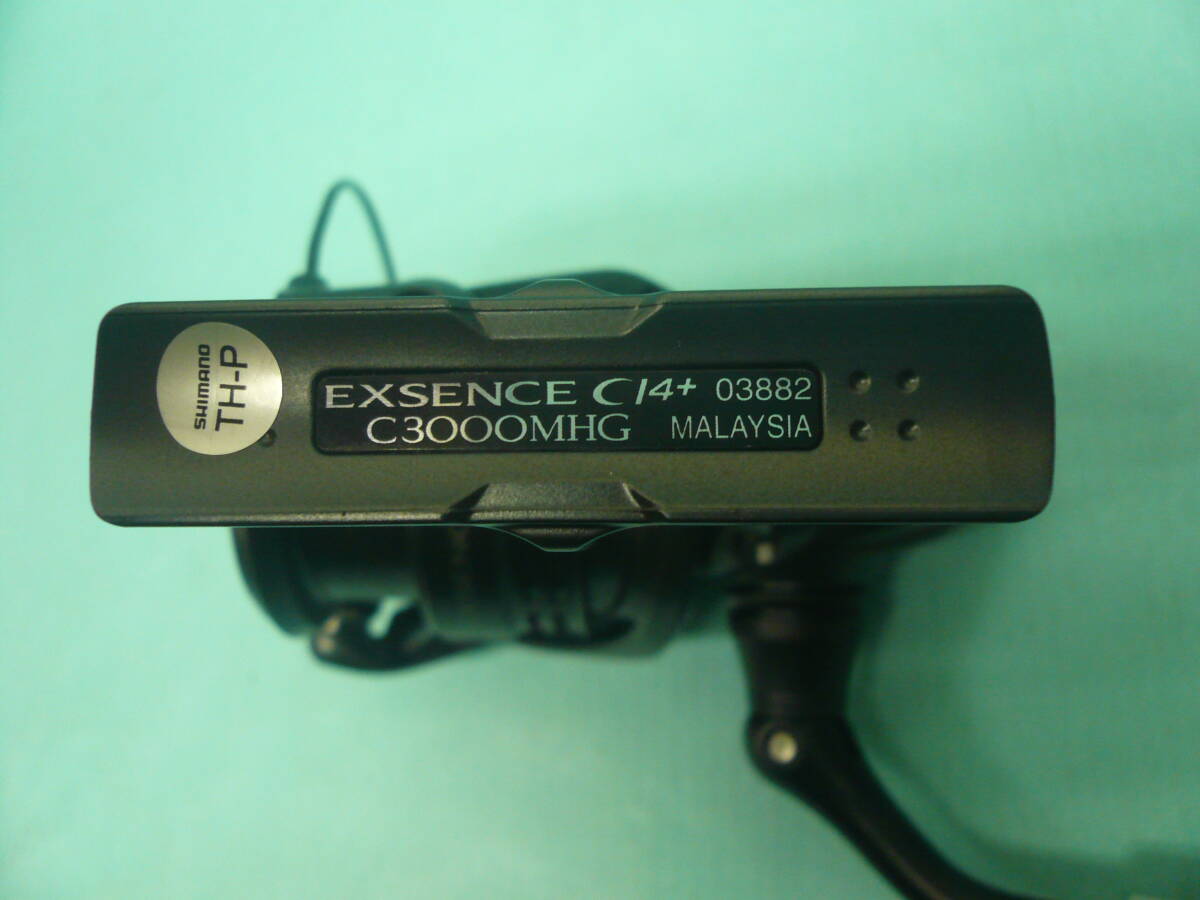 SHIMANO
TH-P
EXSENCE CI4+ 03882
C3000MHG MALAYSIA